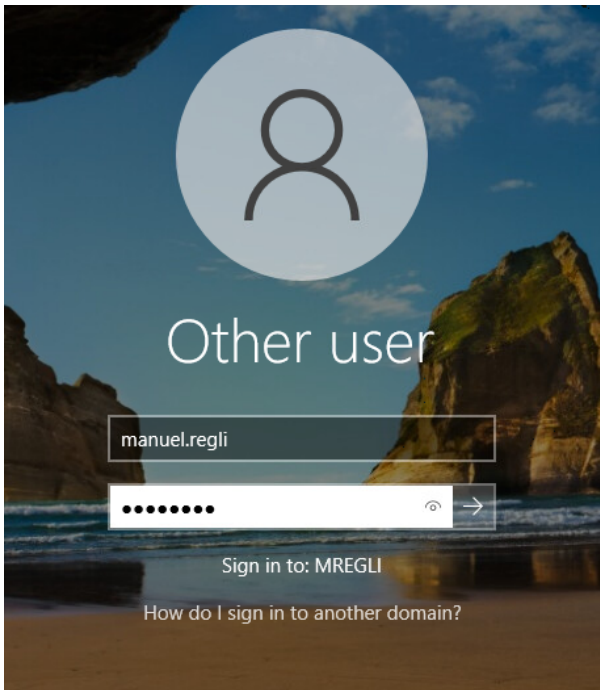 Other user
manuel.regli
Sign in to: MREGLI
How do I sign in to another domain?